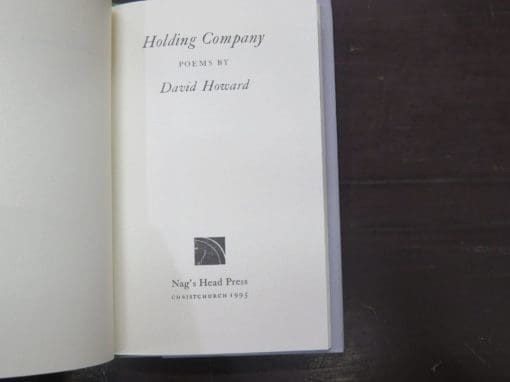 Holding Company
POEMS BY
David Howard
Nag's Head Press
CHRISTCHURCH 1995